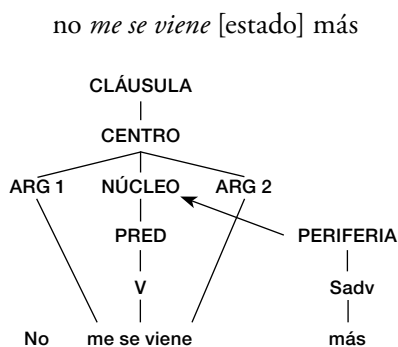 no me se viene [estado] más
CLÁUSULA
CENTRO
ARG 1 NÚCLEO ARG 2
PRED PERIFERIA
V Sadv
No me se viene más